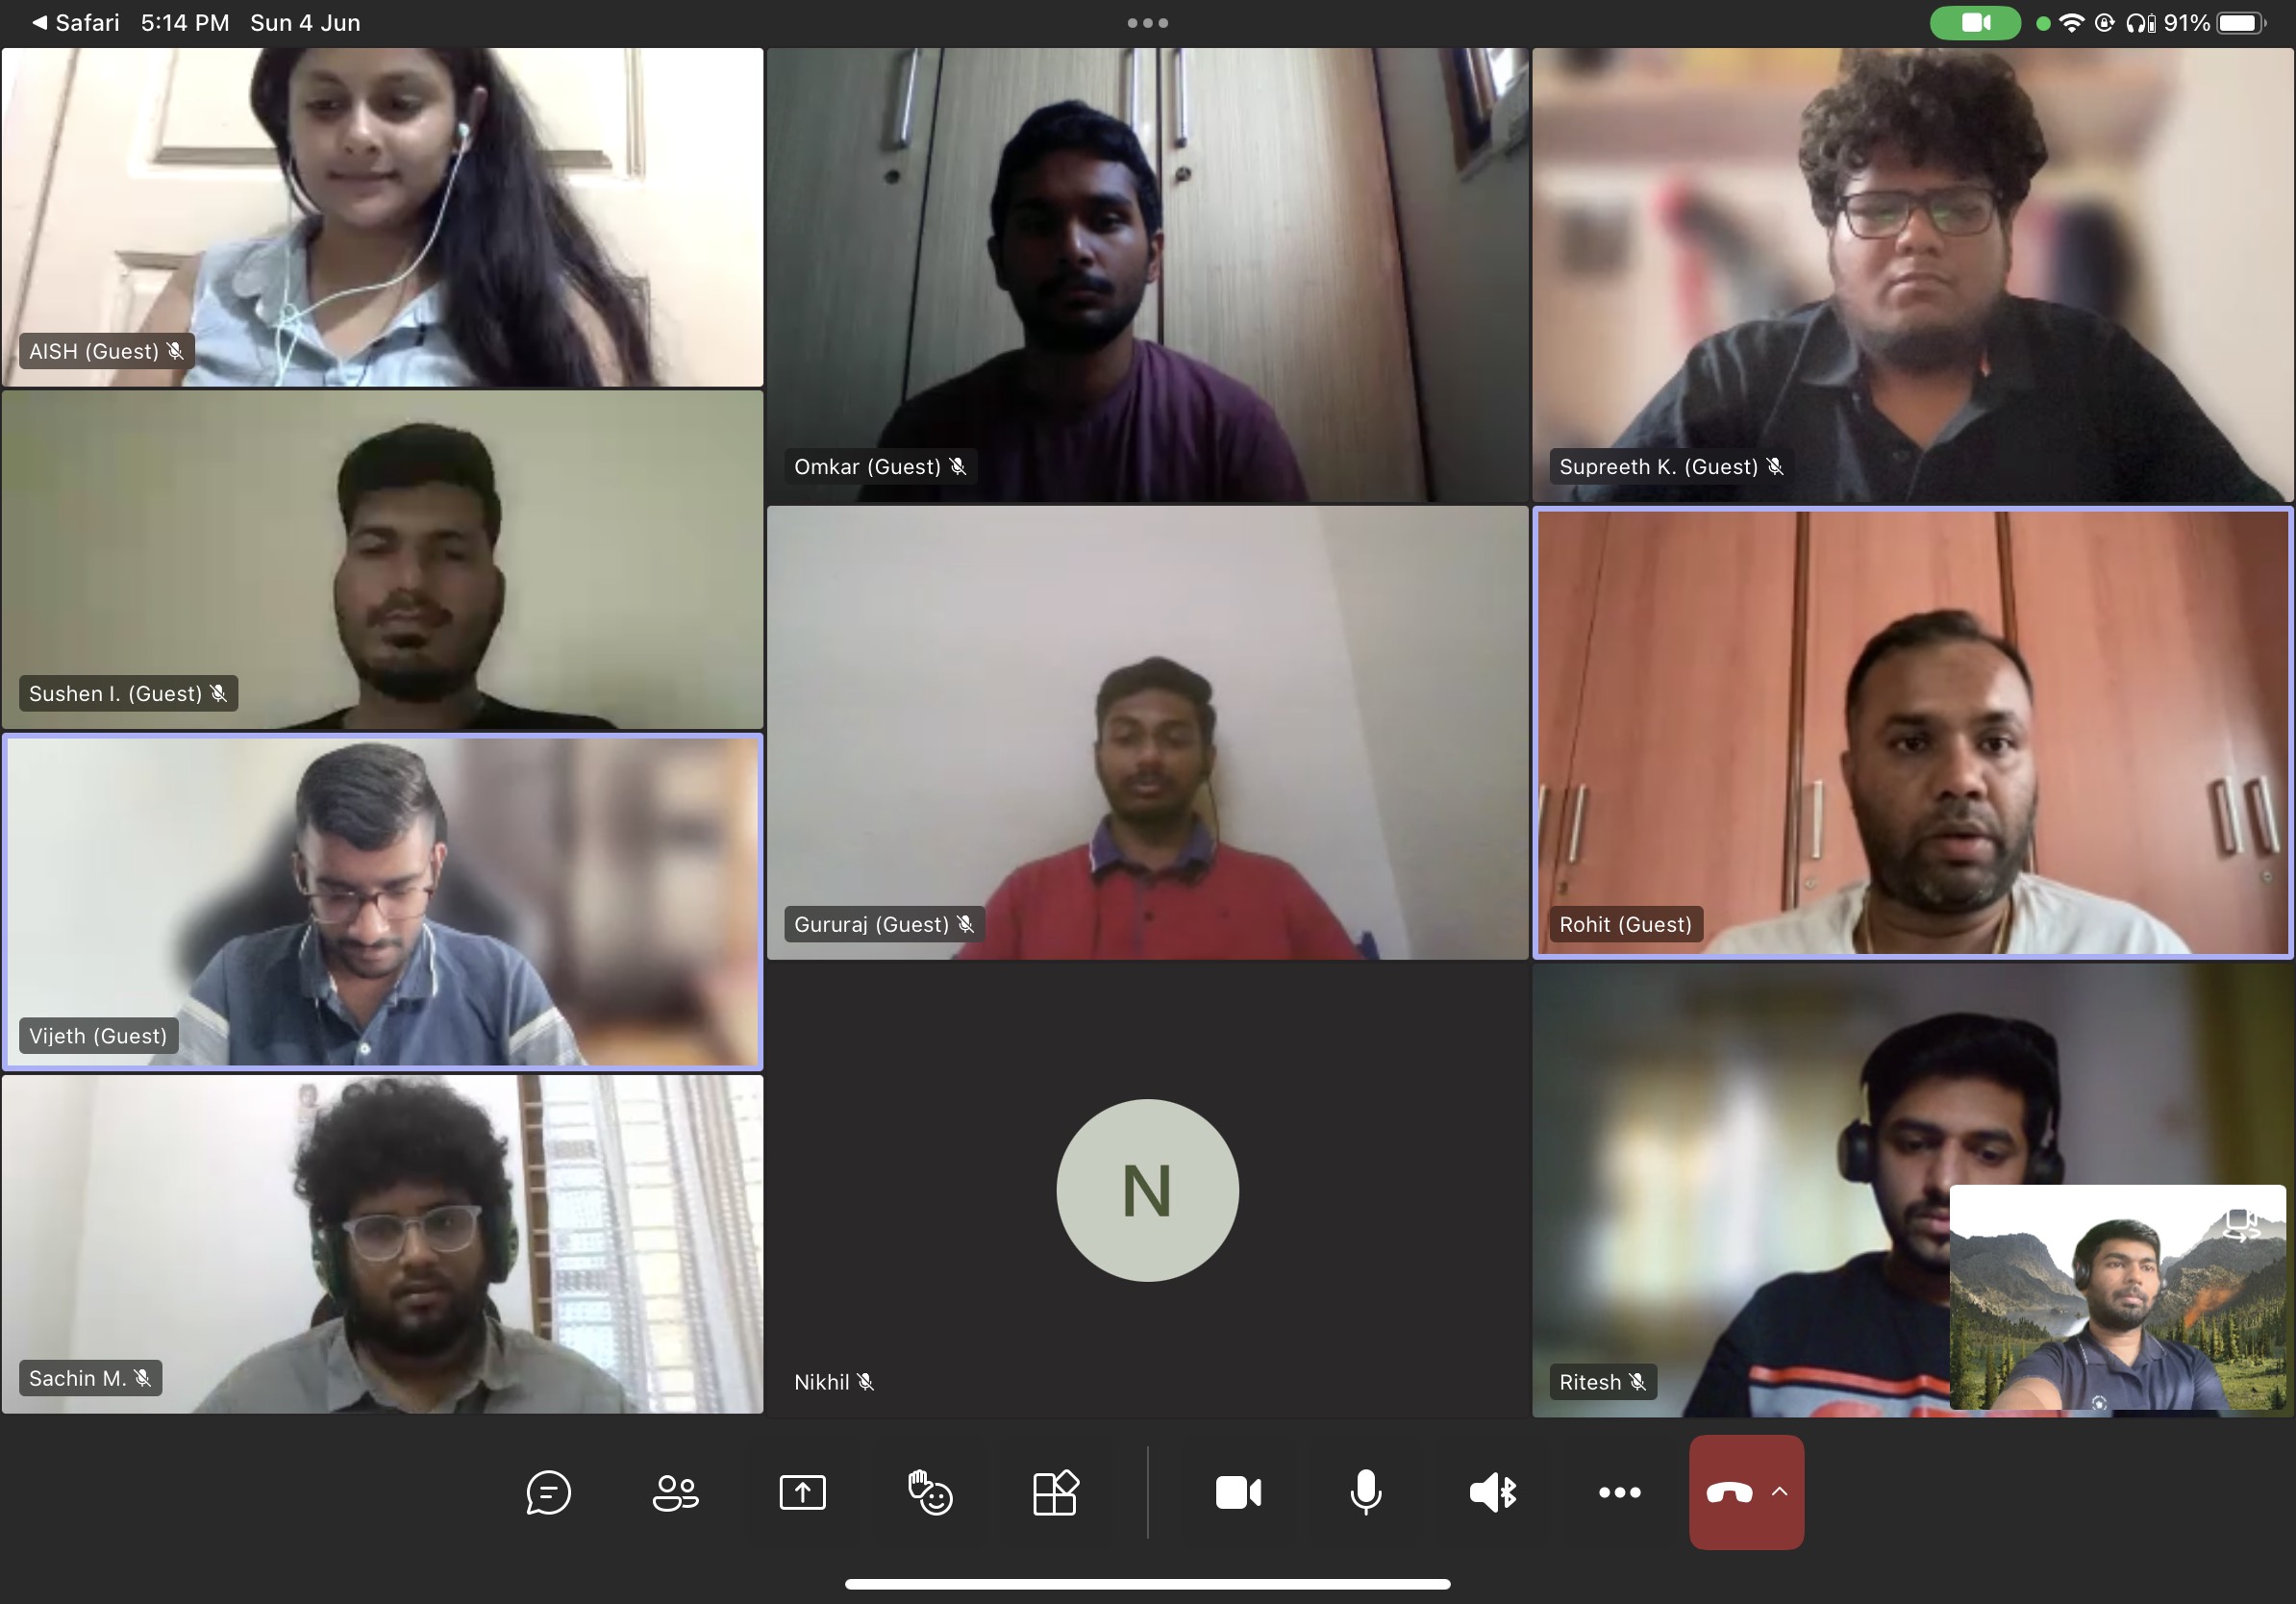 Safari 5:14 PM Sun 4 Jun
91%
AISH (Guest)
Omkar (Guest)
Supreeth K. (Guest)
Sushen I. (Guest)
Gururaj (Guest)
Rohit (Guest)
Vijeth (Guest)
N
Sachin M.
Nikhil
Ritesh